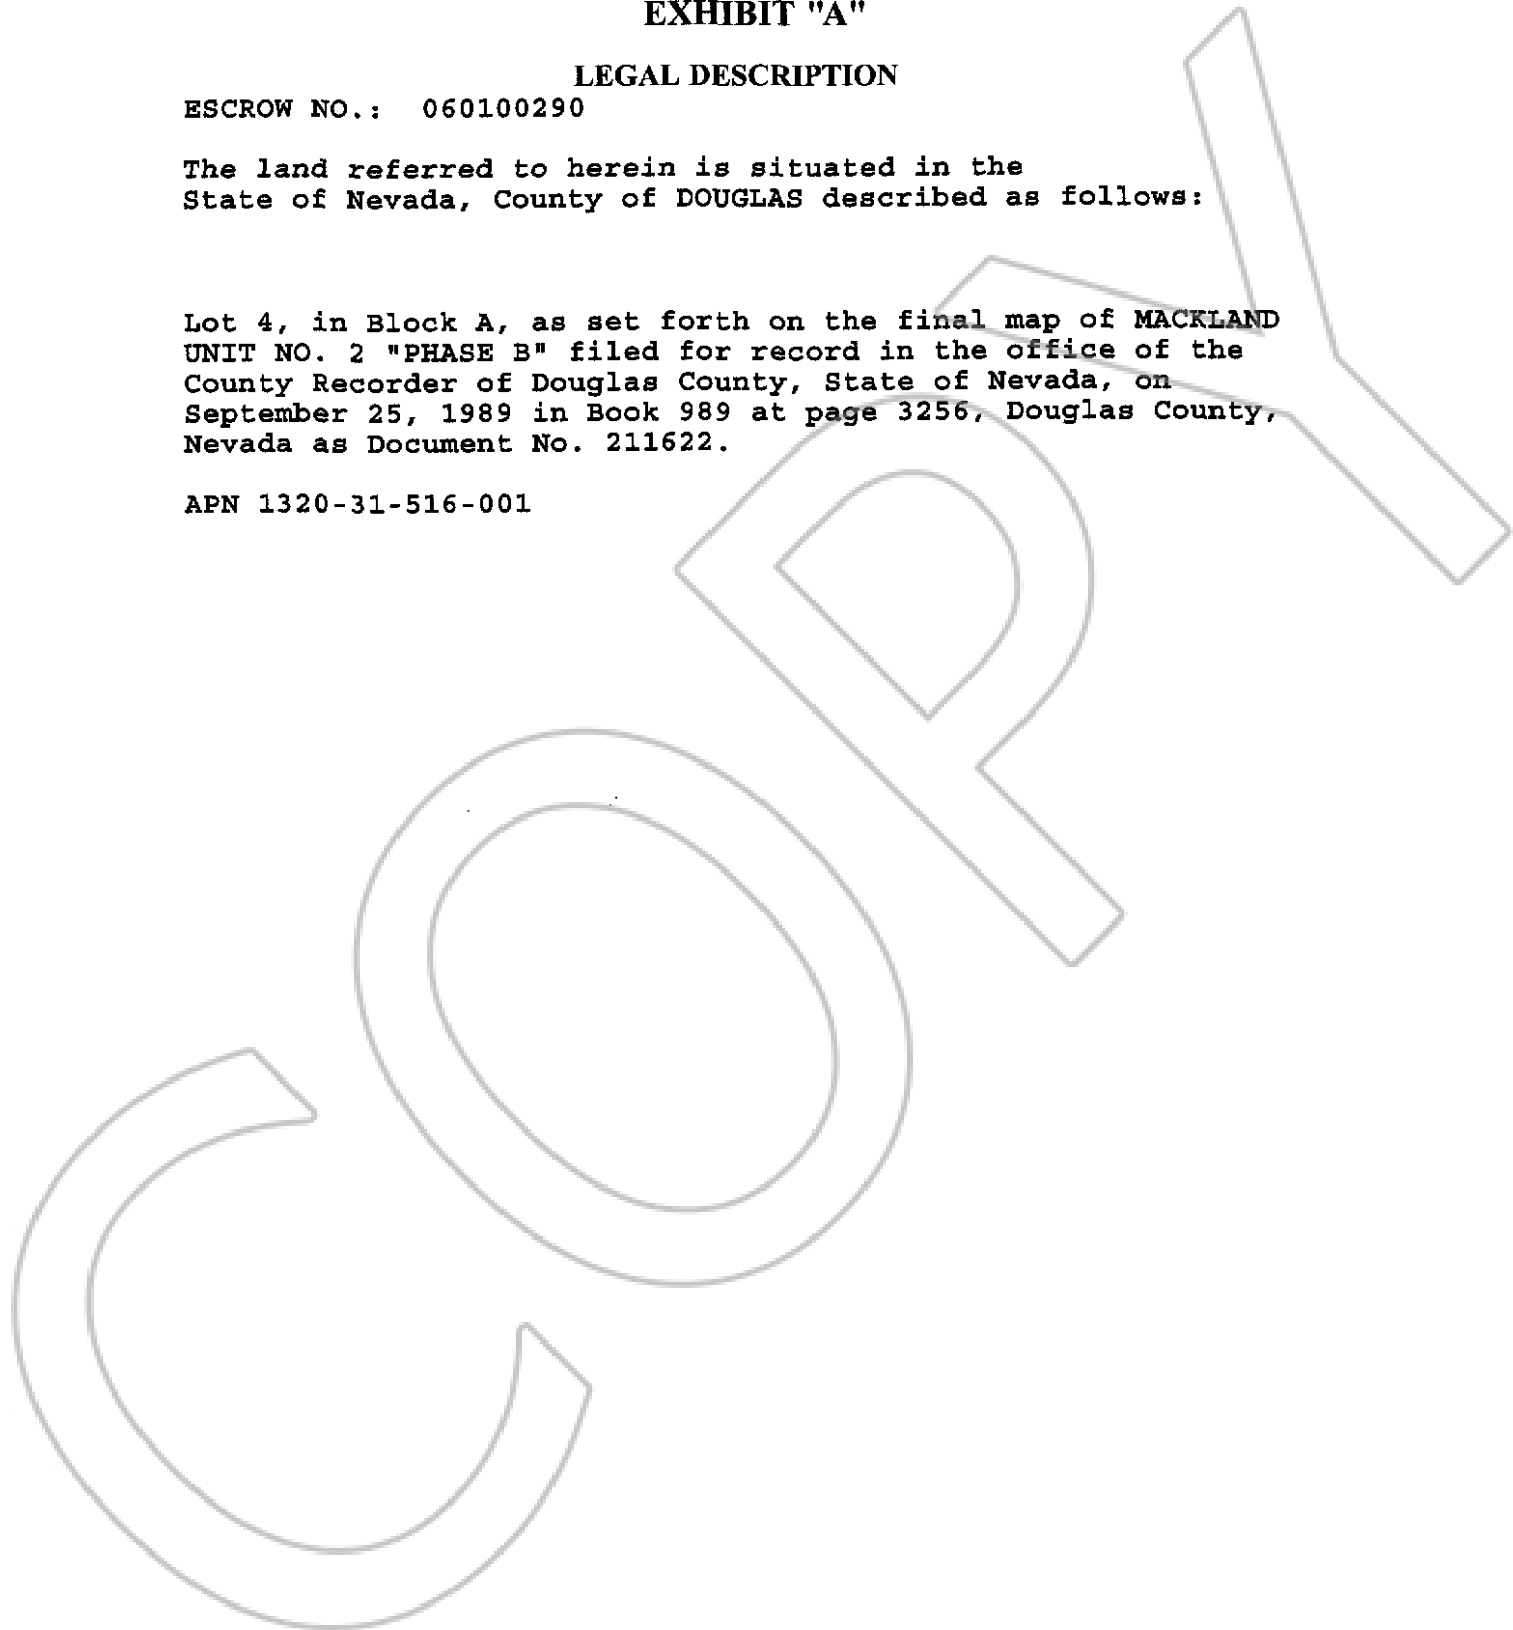 EXHIBIT "A"
LEGAL DESCRIPTION
ESCROW NO.: 060100290
The land referred to herein is situated in the
State of Nevada, County of DOUGLAS described as follows:
Lot 4, in Block A, as set forth on the final map of MACKLAND
UNIT NO. 2 "PHASE B" filed for record in the office of the
County Recorder of Douglas County, State of Nevada, on
September 25, 1989 in Book 989 at page 3256, Douglas County,
Nevada as Document No. 211622.
APN 1320-31-516-001
COPY